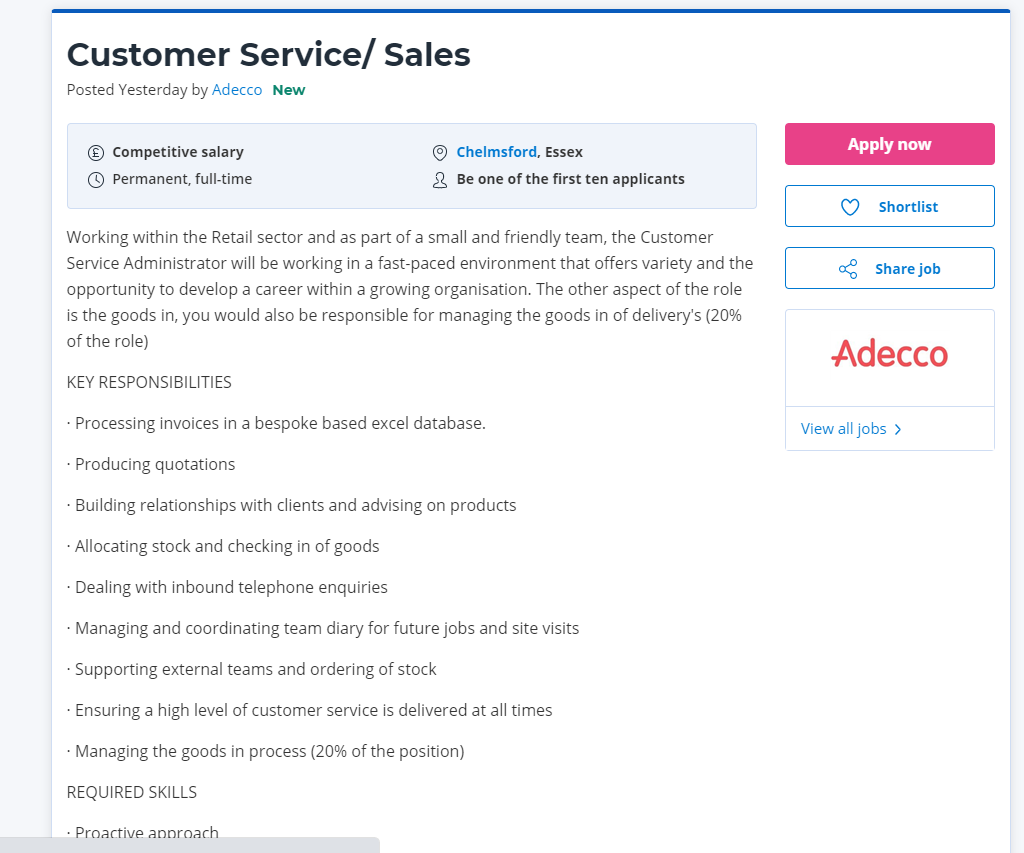 Customer Service/ Sales
Posted Yesterday by Adecco New
Competitive salary
Chelmsford, Essex
Permanent, full-time
Be one of the first ten applicants
Apply now
Shortlist
Share job
Adecco
View all jobs
Working within the Retail sector and as part of a small and friendly team, the Customer
Service Administrator will be working in a fast-paced environment that offers variety and the
opportunity to develop a career within a growing organisation. The other aspect of the role
is the goods in, you would also be responsible for managing the goods in of delivery's (20%
of the role)
KEY RESPONSIBILITIES
· Processing invoices in a bespoke based excel database.
· Producing quotations
· Building relationships with clients and advising on products
· Allocating stock and checking in of goods
· Dealing with inbound telephone enquiries
· Managing and coordinating team diary for future jobs and site visits
· Supporting external teams and ordering of stock
· Ensuring a high level of customer service is delivered at all times
· Managing the goods in process (20% of the position)
REQUIRED SKILLS
· Proactive approach